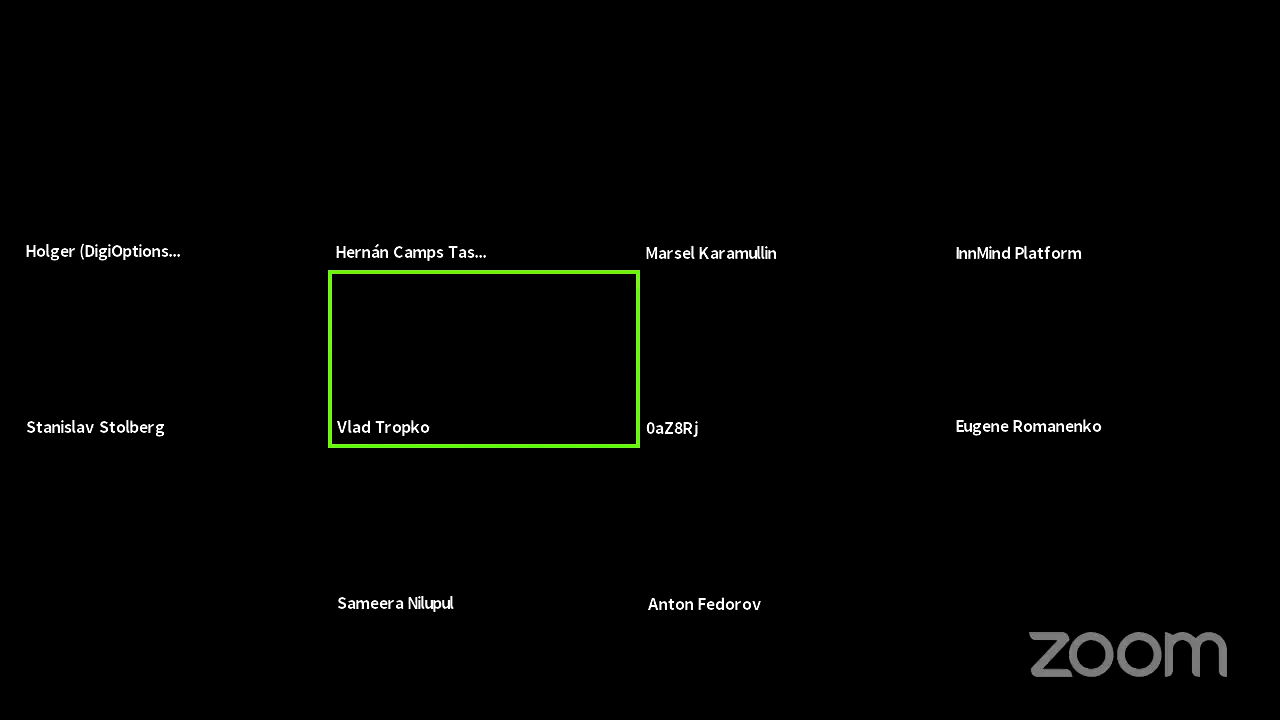 Holger (DigiOptions...
Hernán Camps Tas...
Marsel Karamullin
InnMind Platform
Stanislav Stolberg
Vlad Tropko
0aZ8Rj
Eugene Romanenko
Sameera Nilupul
Anton Fedorov
zoom